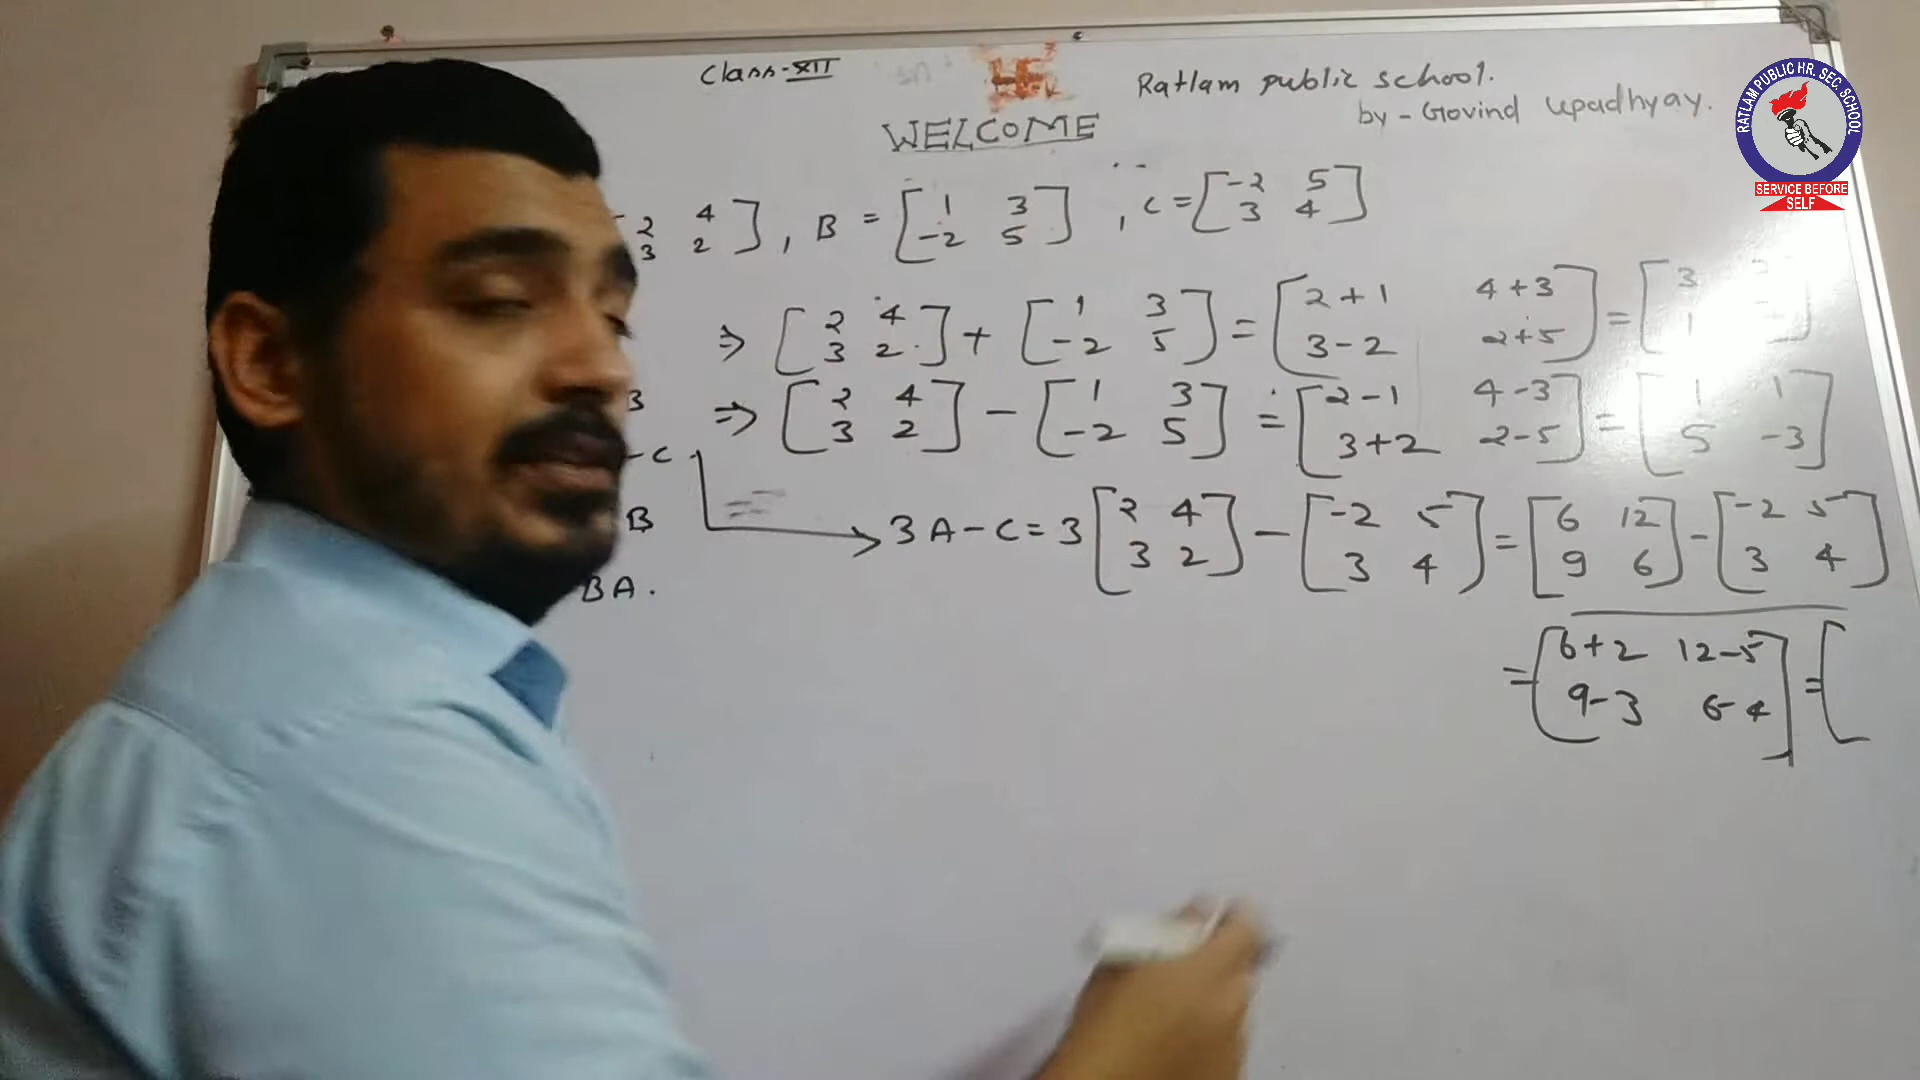 Class-XII
Ratlam public school.
by - Govind Upadhyay.
WELCOME
RATLAM PUBLIC HR. SEC. SCHOOL
SERVICE BEFORE
SELF
[2 4], B = [1 3], C = [-2 5]
3 2 -2 5 3 4
⇒ [2 4] + [1 3] = [2+1 4+3] = [3
3 2 -2 5 3-2 2+5 1
B ⇒ [2 4] - [1 3] = [2-1 4-3] = [1 1]
3 2 -2 5 3+2 2-5 5 -3
-C
B
BA.
3A-C = 3 [2 4] - [-2 5] = [6 12] - [-2 5]
3 2 3 4 9 6 3 4
= [6+2 12-5] = [
9-3 6-4